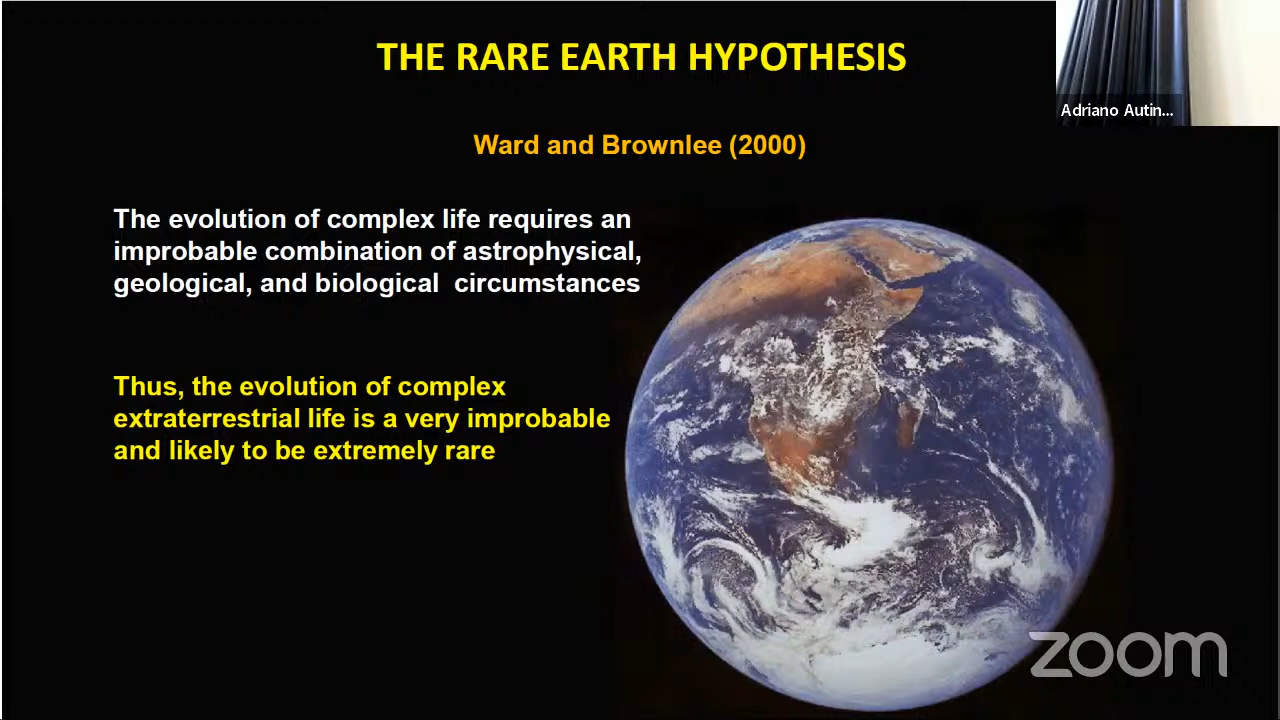 THE RARE EARTH HYPOTHESIS
Adriano Autin...
Ward and Brownlee (2000)
The evolution of complex life requires an
improbable combination of astrophysical,
geological, and biological  circumstances
Thus, the evolution of complex
extraterrestrial life is a very improbable
and likely to be extremely rare
zoom